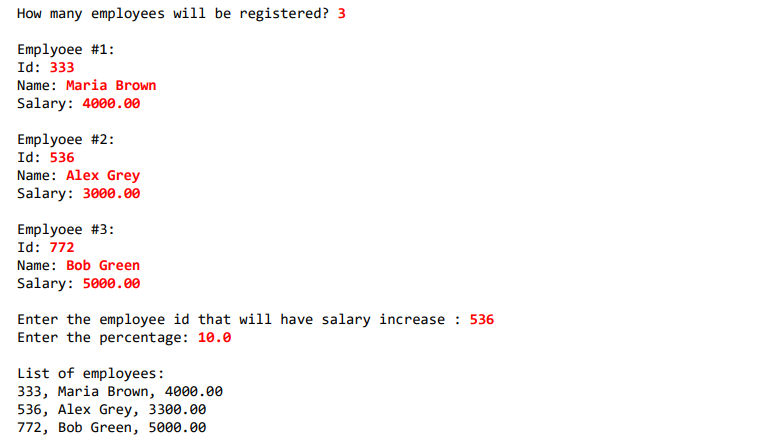 How many employees will be registered? 3
Emplyoee #1:
Id: 333
Name: Maria Brown
Salary: 4000.00
Emplyoee #2:
Id: 536
Name: Alex Grey
Salary: 3000.00
Emplyoee #3:
Id: 772
Name: Bob Green
Salary: 5000.00
Enter the employee id that will have salary increase : 536
Enter the percentage: 10.0
List of employees:
333, Maria Brown, 4000.00
536, Alex Grey, 3300.00
772, Bob Green, 5000.00